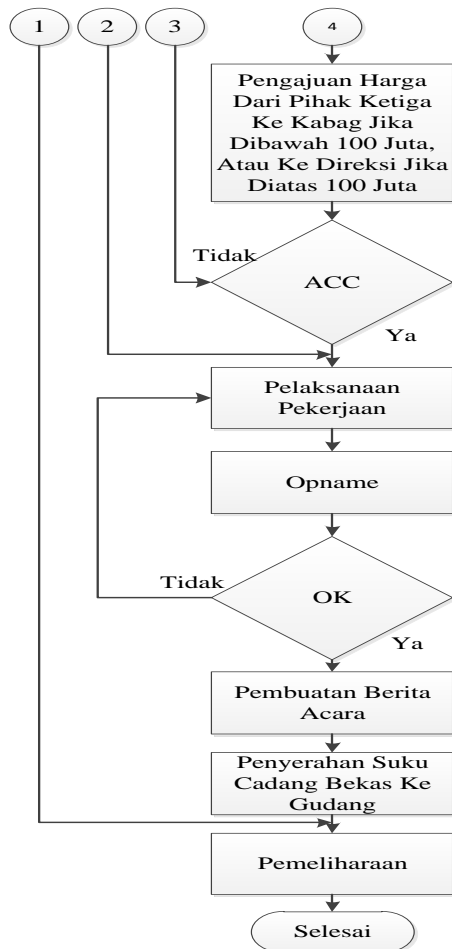 1
2
3
4
Pengajuan Harga
Dari Pihak Ketiga
Ke Kabag Jika
Dibawah 100 Juta,
Atau Ke Direksi Jika
Diatas 100 Juta
Tidak
ACC
Ya
Pelaksanaan
Pekerjaan
Opname
Tidak
OK
Ya
Pembuatan Berita
Acara
Penyerahan Suku
Cadang Bekas Ke
Gudang
Pemeliharaan
Selesai